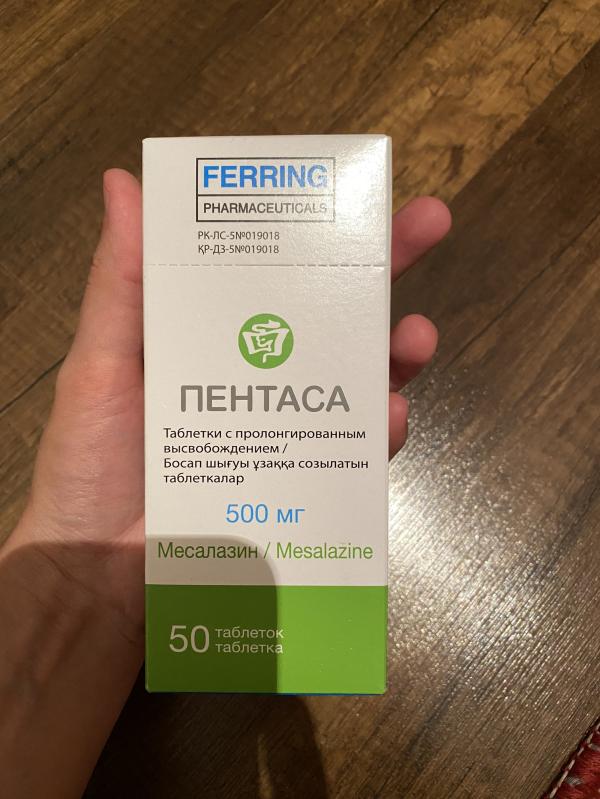 FERRING
PHARMACEUTICALS
РК-ЛС-5№019018
ҚР-ДЗ-5№019018
ПЕНТАСА
Таблетки с пролонгированным
высвобождением /
Босап шығуы ұзаққа созылатын
таблеткалар
500 мг
Месалазин / Mesalazine
50 таблеток
таблетка